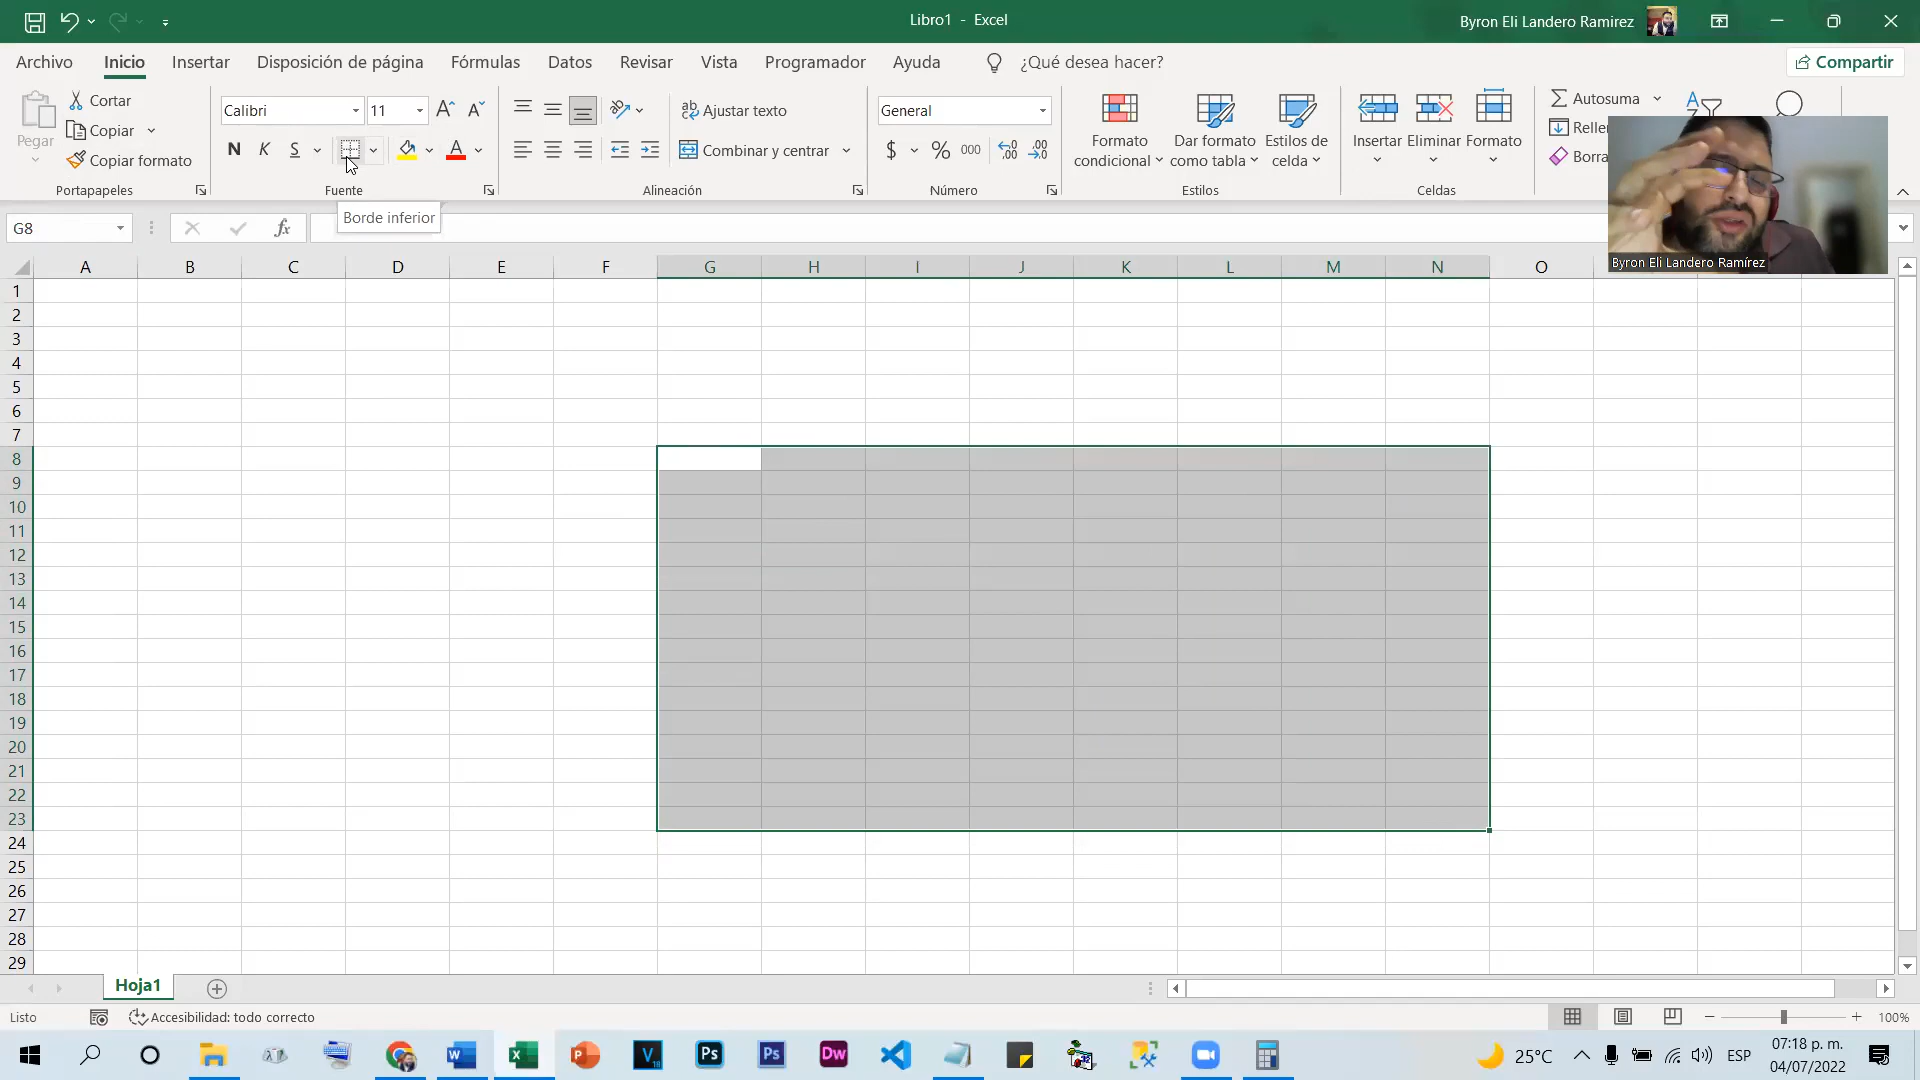 Libro1 - Excel
Byron Eli Landero Ramirez
Archivo
Inicio
Insertar
Disposición de página
Fórmulas
Datos
Revisar
Vista
Programador
Ayuda
¿Qué desea hacer?
Compartir
Pegar
Cortar
Copiar
Copiar formato
Portapapeles
Calibri
11
N K S
A
Fuente
Ajustar texto
Combinar y centrar
Alineación
General
$ % 000
Número
Formato condicional
Dar formato como tabla
Estilos de celda
Estilos
Insertar
Eliminar
Formato
Celdas
Autosuma
Relle
Borra
Byron Eli Landero Ramírez
G8
fx
Borde inferior
A B C D E F G H I J K L M N O
1
2
3
4
5
6
7
8
9
10
11
12
13
14
15
16
17
18
19
20
21
22
23
24
25
26
27
28
29
Hoja1
Listo
Accesibilidad: todo correcto
100%
25°C
ESP
07:18 p. m.
04/07/2022